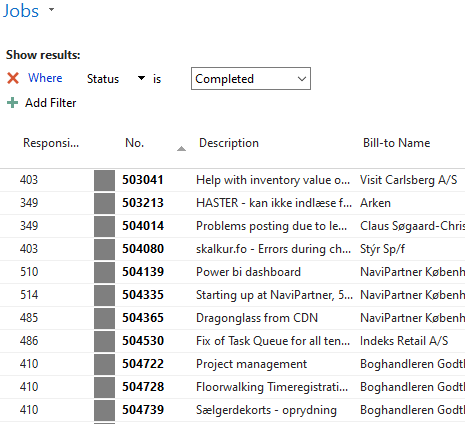 Jobs
Show results:
Where Status is Completed
Add Filter
Responsi... No. Description Bill-to Name
403 503041 Help with inventory value o... Visit Carlsberg A/S
349 503213 HASTER - kan ikke indlæse f... Arken
349 504014 Problems posting due to le... Claus Søgaard-Chris
403 504080 skalkur.fo - Errors during ch... Stýr Sp/f
510 504139 Power bi dashboard NaviPartner Københ
514 504335 Starting up at NaviPartner, 5... NaviPartner Københ
485 504365 Dragonglass from CDN NaviPartner Københ
486 504530 Fix of Task Queue for all ten... Indeks Retail A/S
410 504722 Project management Boghandleren Godth
410 504728 Floorwalking Timeregistrati... Boghandleren Godth
410 504739 Sælgerdekorts - oprydning Boghandleren Godth